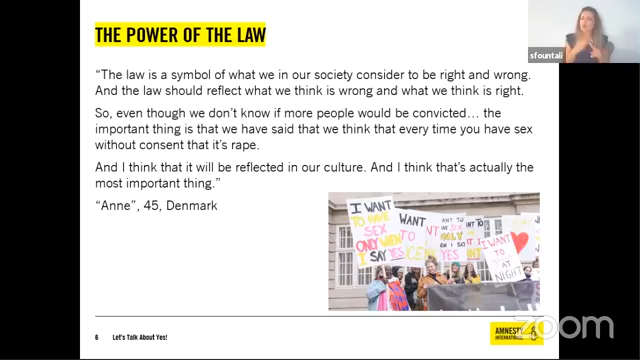 THE POWER OF THE LAW
sfountali
“The law is a symbol of what we in our society consider to be right and wrong.
And the law should reflect what we think is wrong and what we think is right.
So, even though we don’t know if more people would be convicted… the
important thing is that we have said that we think that every time you have sex
without consent that it’s rape.
And I think that it will be reflected in our culture. And I think that’s actually the
most important thing.”
“Anne”, 45, Denmark
I WANT
TO HAVE
SEX
ONLY WHEN
I SAY YES
WANT
TO
YES
I WANT
TO
AT
NIGHT
6
Let’s Talk About Yes!
AMNESTY
INTERNATIONAL
zoom